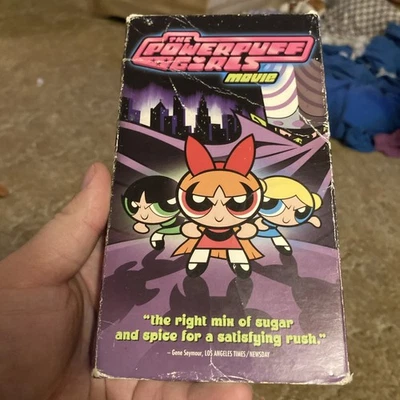 THE
POWERPUFF
GIRLS
MOVIE
"the right mix of sugar
and spice for a satisfying rush."
– Gene Seymour, LOS ANGELES TIMES / NEWSDAY